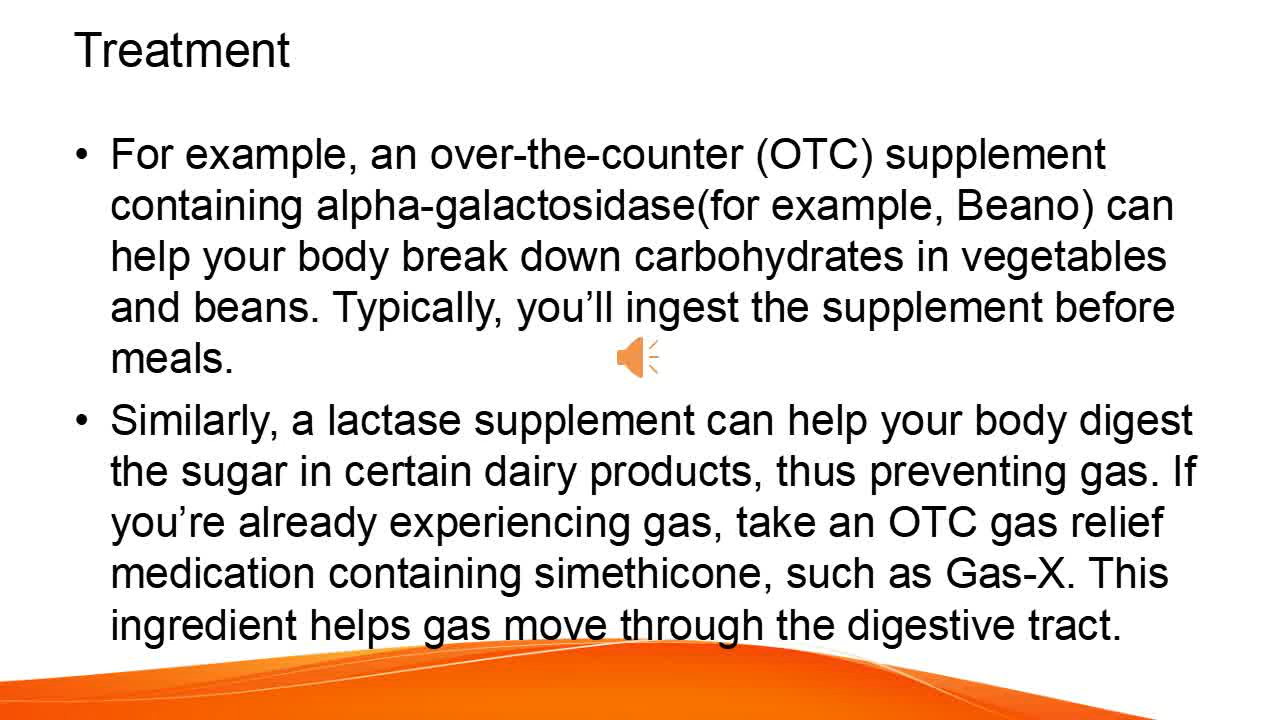 Treatment
• For example, an over-the-counter (OTC) supplement
containing alpha-galactosidase(for example, Beano) can
help your body break down carbohydrates in vegetables
and beans. Typically, you’ll ingest the supplement before
meals.
• Similarly, a lactase supplement can help your body digest
the sugar in certain dairy products, thus preventing gas. If
you’re already experiencing gas, take an OTC gas relief
medication containing simethicone, such as Gas-X. This
ingredient helps gas move through the digestive tract.